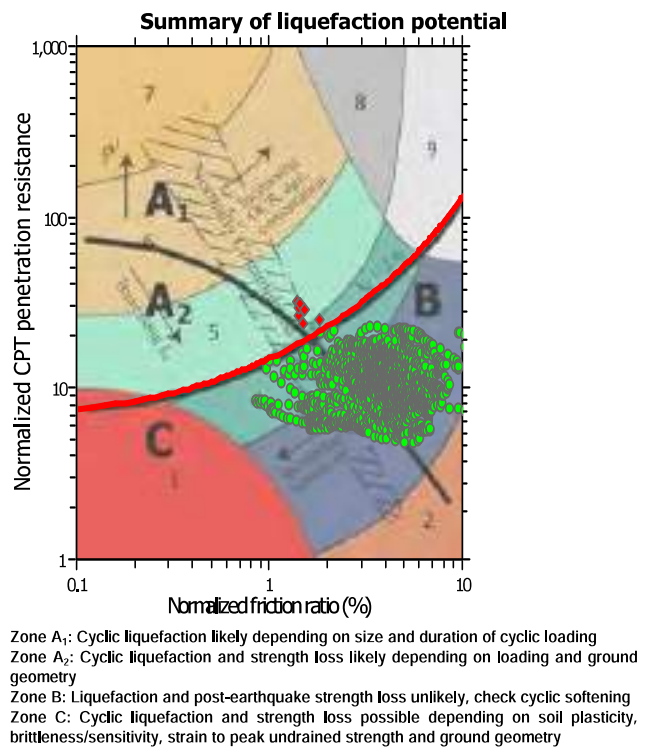 Summary of liquefaction potential
1,000
7
8
9
A1
100
A2
B
5
10
C
1
2
1
0.1
1
10
Normalized CPT penetration resistance
Normalized friction ratio (%)
Zone A1: Cyclic liquefaction likely depending on size and duration of cyclic loading
Zone A2: Cyclic liquefaction and strength loss likely depending on loading and ground
geometry
Zone B: Liquefaction and post-earthquake strength loss unlikely, check cyclic softening
Zone C: Cyclic liquefaction and strength loss possible depending on soil plasticity,
brittleness/sensitivity, strain to peak undrained strength and ground geometry